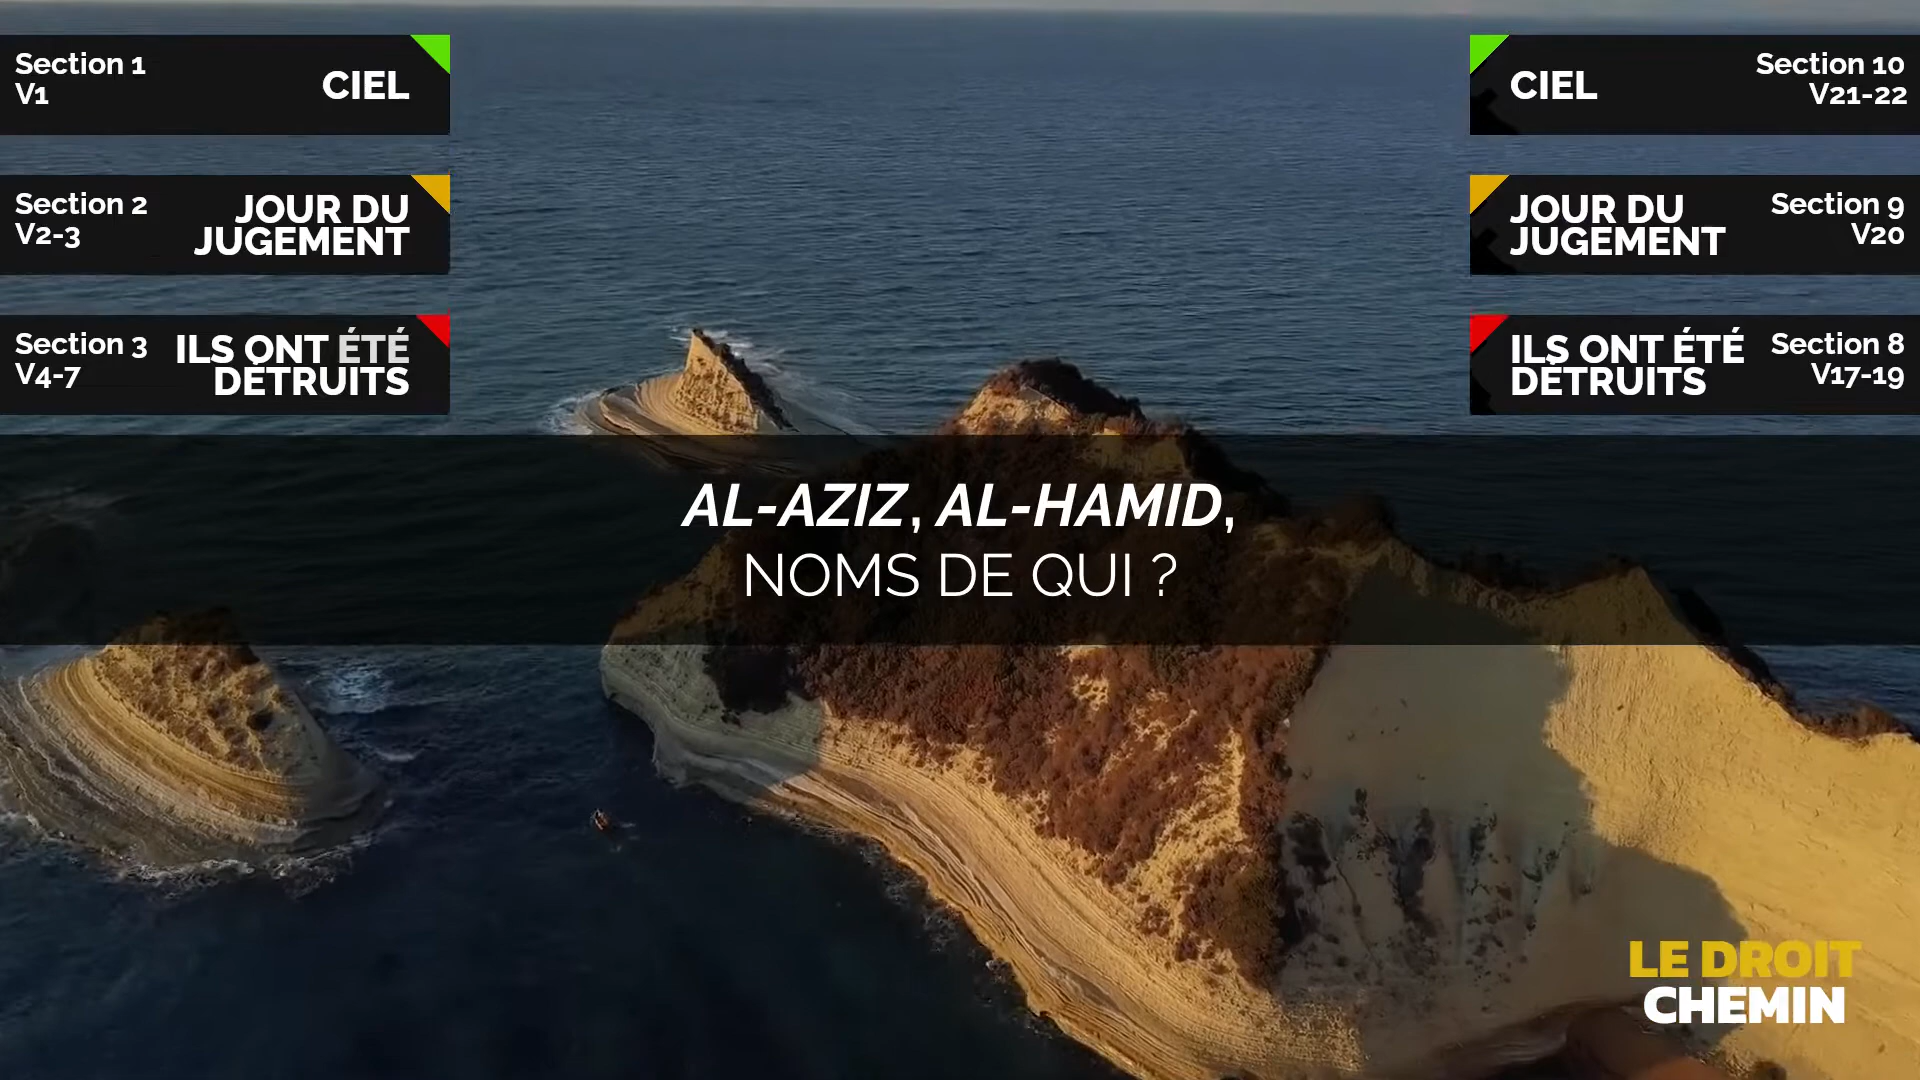 Section 1
V1
CIEL
Section 2
V2-3
JOUR DU
JUGEMENT
Section 3
V4-7
ILS ONT ÉTÉ
DÉTRUITS
CIEL
Section 10
V21-22
JOUR DU
JUGEMENT
Section 9
V20
ILS ONT ÉTÉ
DÉTRUITS
Section 8
V17-19
AL-AZIZ, AL-HAMID,
NOMS DE QUI ?
LE DROIT
CHEMIN